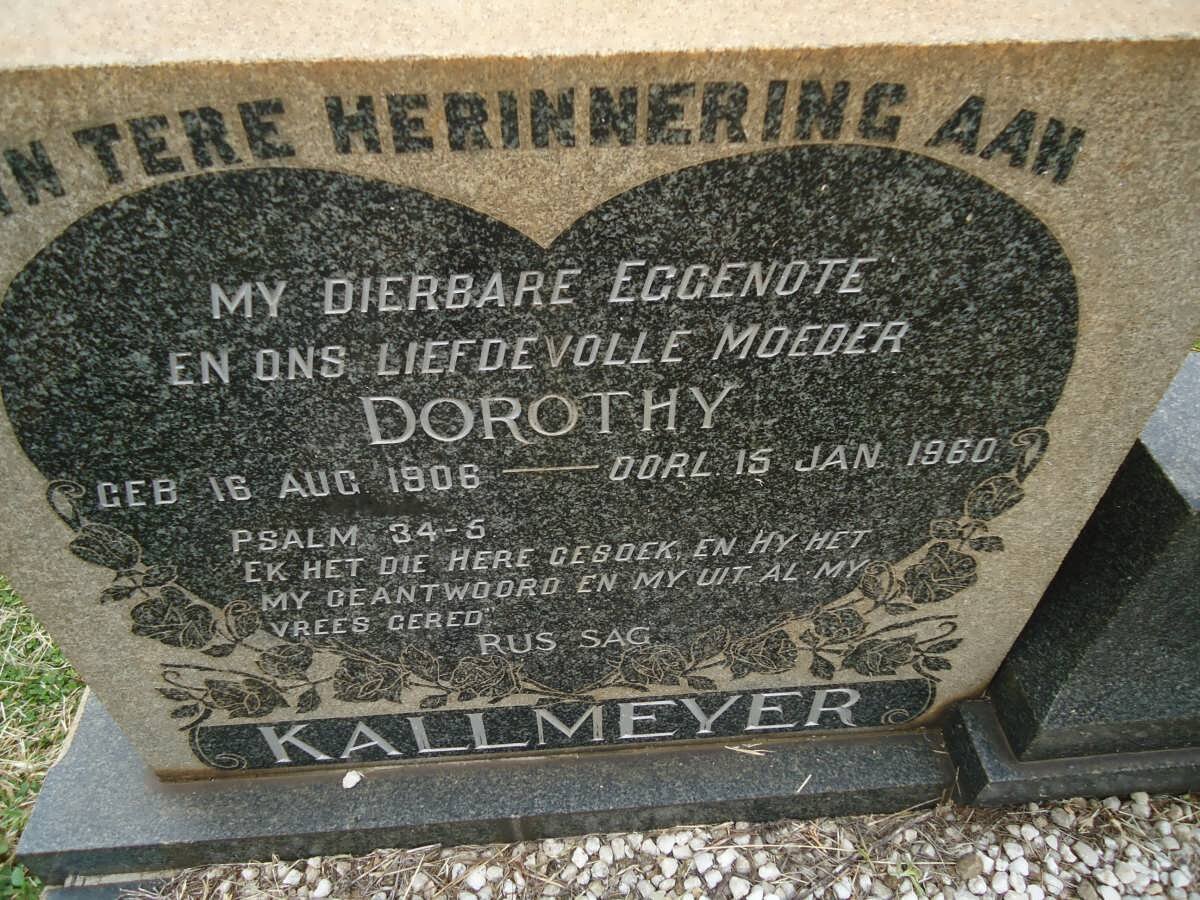 IN TERE HERINNERING AAN
MY DIERBARE EGGENOTE
EN ONS LIEFDEVOLLE MOEDER
DOROTHY
GEB 16 AUG 1906 — OORL. 15 JAN. 1960.
PSALM 34-5
"EK HET DIE HERE GESOEK, EN HY HET
MY GEANTWOORD EN MY UIT AL MY
VREES GERED"
RUS SAG
KALLMEYER